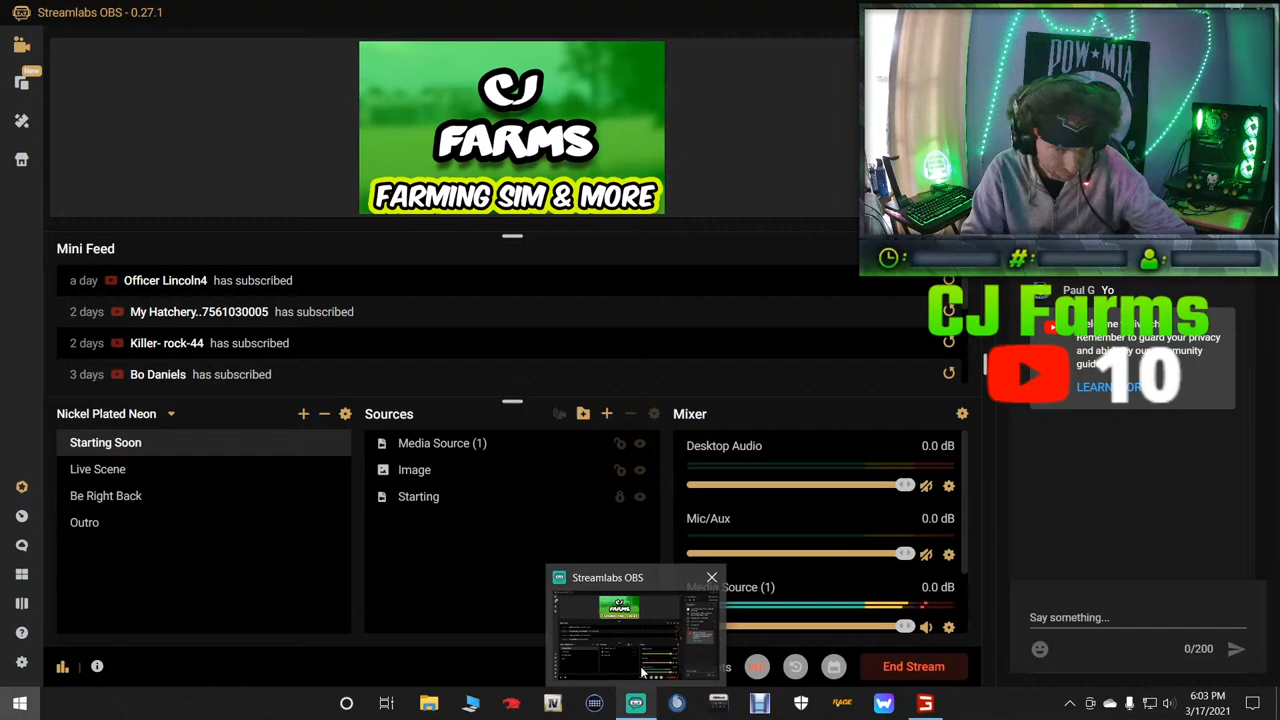 Streamlabs OBS - 0.27.1
New
CJ
FARMS
FARMING SIM & MORE
POW★MIA
Mini Feed
a day Officer Lincoln4 has subscribed
2 days My Hatchery..7561030005 has subscribed
2 days Killer- rock-44 has subscribed
3 days Bo Daniels has subscribed
# :
Paul G Yo
CJ Farms
10
Remember to guard your privacy
LEARN
Nickel Plated Neon
Starting Soon
Live Scene
Be Right Back
Outro
Sources
Media Source (1)
Image
Starting
Mixer
Desktop Audio 0.0 dB
Mic/Aux 0.0 dB
Media Source (1) 0.0 dB
Streamlabs OBS
Say something...
0/200
End Stream
IV
RAGE
6:03 PM
3/17/2021